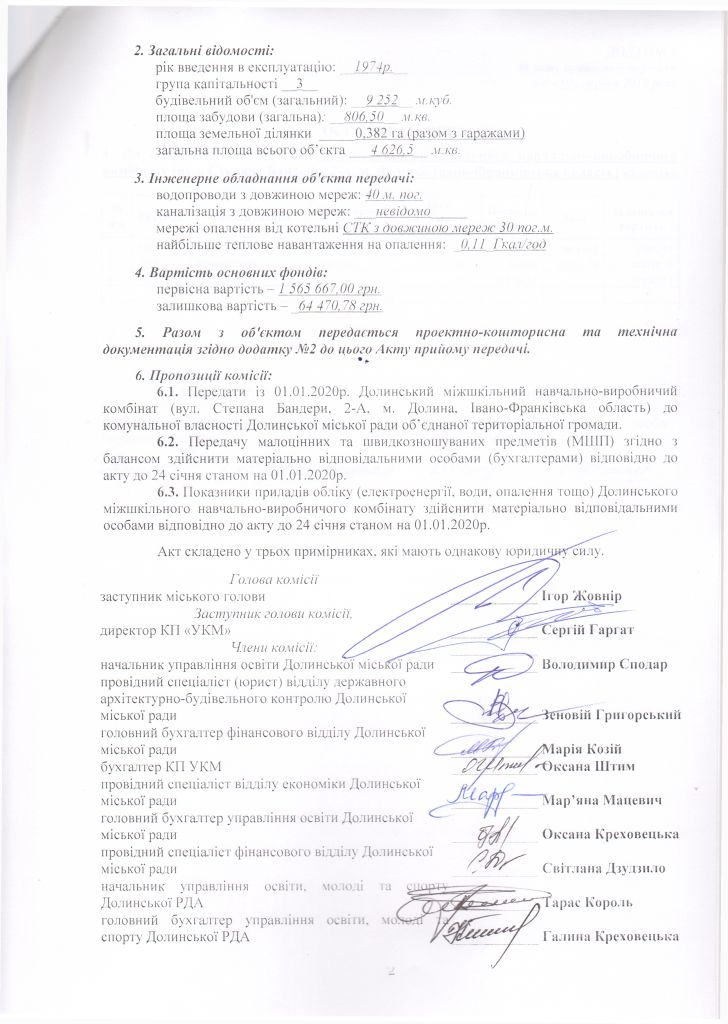 2. Загальні відомості:
рік введення в експлуатацію: 1974р.
група капітальності 3
будівельний об'єм (загальний): 9 252 м.куб.
площа забудови (загальна): 806,50 м.кв.
площа земельної ділянки 0,382 га (разом з гаражами)
загальна площа всього об’єкта 4 626,5 м.кв.
3. Інженерне обладнання об'єкта передачі:
водопроводи з довжиною мереж: 40 м. пог.
каналізація з довжиною мереж: невідомо
мережі опалення від котельні СТК з довжиною мереж 30 пог.м.
найбільше теплове навантаження на опалення: 0,11 Гкал/год
4. Вартість основних фондів:
первісна вартість – 1 565 667,00 грн.
залишкова вартість – 64 470,78 грн.
5. Разом з об'єктом передається проектно-кошторисна та технічна
документація згідно додатку №2 до цього Акту прийому передачі.
6. Пропозиції комісії:
6.1. Передати із 01.01.2020р. Долинський міжшкільний навчально-виробничий
комбінат (вул. Степана Бандери, 2-А, м. Долина, Івано-Франківська область) до
комунальної власності Долинської міської ради об’єднаної територіальної громади.
6.2. Передачу малоцінних та швидкозношуваних предметів (МШП) згідно з
балансом здійснити матеріально відповідальними особами (бухгалтерами) відповідно до
акту до 24 січня станом на 01.01.2020р.
6.3. Показники приладів обліку (електроенергії, води, опалення тощо) Долинського
міжшкільного навчально-виробничого комбінату здійснити матеріально відповідальними
особами відповідно до акту до 24 січня станом на 01.01.2020р.
Акт складено у трьох примірниках, які мають однакову юридичну силу.
Голова комісії
заступник міського голови Ігор Жовнір
Заступник голови комісії,
директор КП «УКМ» Сергій Гаргат
Члени комісії:
начальник управління освіти Долинської міської ради Володимир Сподар
провідний спеціаліст (юрист) відділу державного
архітектурно-будівельного контролю Долинської
міської ради Зеновій Григорський
головний бухгалтер фінансового відділу Долинської
міської ради Марія Козій
бухгалтер КП УКМ Оксана Штим
провідний спеціаліст відділу економіки Долинської
міської ради Мар’яна Мацевич
головний бухгалтер управління освіти Долинської
міської ради Оксана Креховецька
провідний спеціаліст фінансового відділу Долинської
міської ради Світлана Дзудзило
начальник управління освіти, молоді та спорту
Долинської РДА Тарас Король
головний бухгалтер управління освіти, молоді та
спорту Долинської РДА Галина Креховецька
2